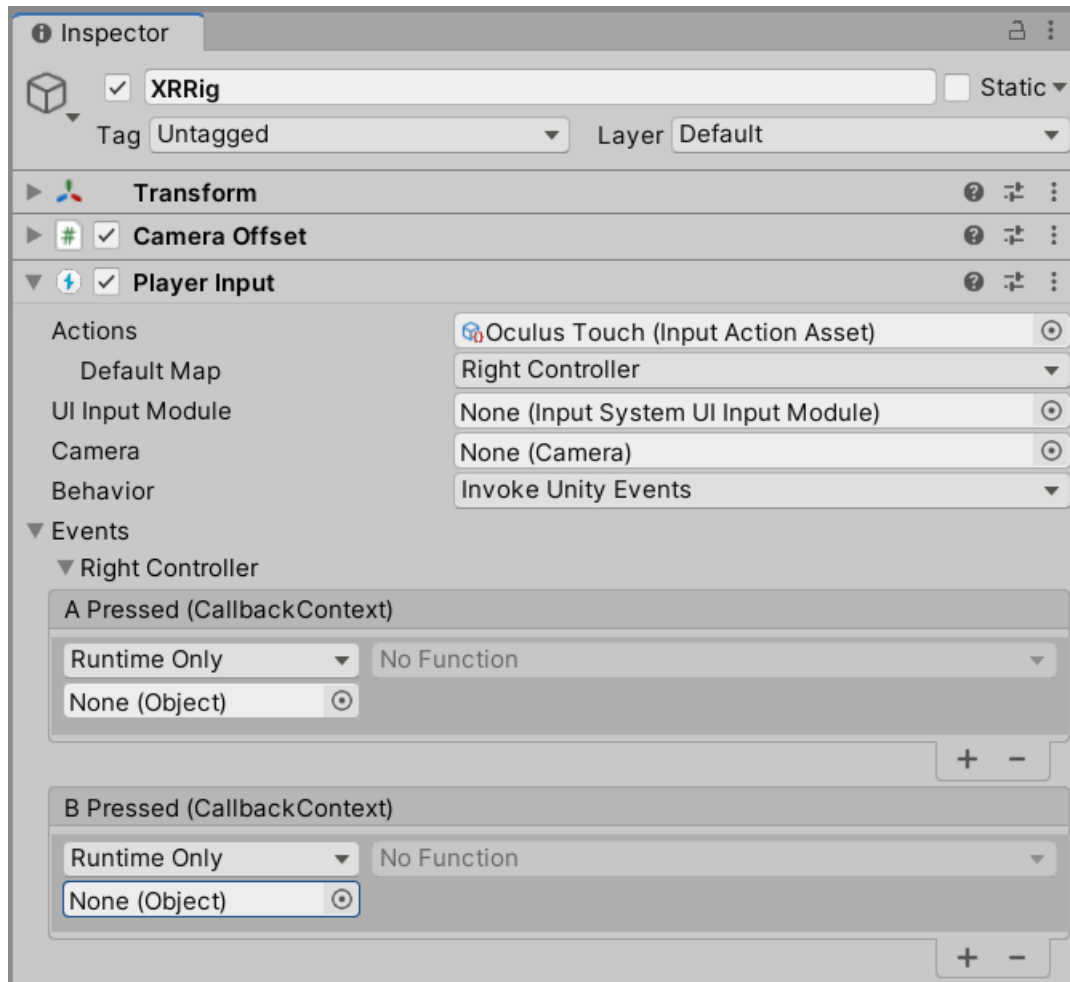 Inspector
XRRig Static
Tag Untagged Layer Default
Transform
# Camera Offset
Player Input
Actions Oculus Touch (Input Action Asset)
Default Map Right Controller
UI Input Module None (Input System UI Input Module)
Camera None (Camera)
Behavior Invoke Unity Events
Events
Right Controller
A Pressed (CallbackContext)
Runtime Only No Function
None (Object)
+ −
B Pressed (CallbackContext)
Runtime Only No Function
None (Object)
+ −